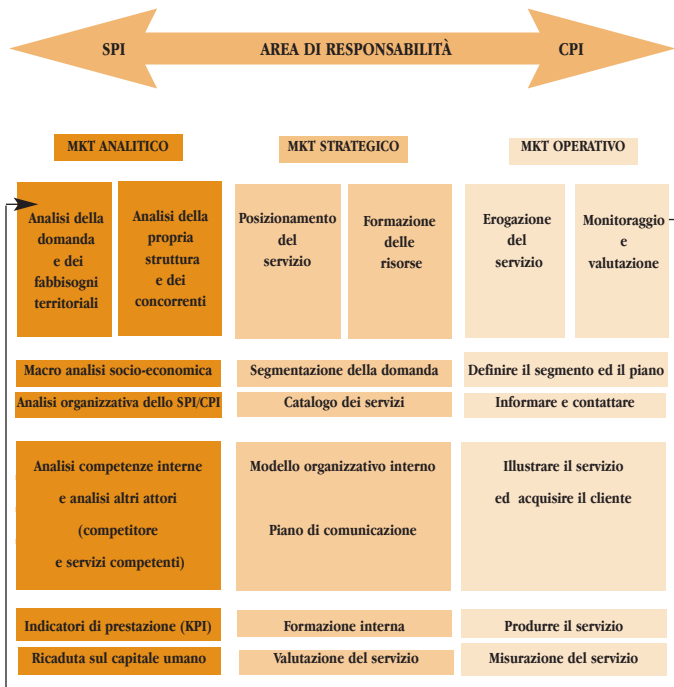 SPI AREA DI RESPONSABILITÀ CPI
MKT ANALITICO
MKT STRATEGICO
MKT OPERATIVO
Analisi della
domanda
e dei
fabbisogni
territoriali
Analisi della
propria
struttura
e dei
concorrenti
Posizionamento
del
servizio
Formazione
delle
risorse
Erogazione
del
servizio
Monitoraggio
e
valutazione
Macro analisi socio-economica
Segmentazione della domanda
Definire il segmento ed il piano
Analisi organizzativa dello SPI/CPI
Catalogo dei servizi
Informare e contattare
Analisi competenze interne
e analisi altri attori
(competitore
e servizi competenti)
Modello organizzativo interno
Piano di comunicazione
Illustrare il servizio
ed acquisire il cliente
Indicatori di prestazione (KPI)
Formazione interna
Produrre il servizio
Ricaduta sul capitale umano
Valutazione del servizio
Misurazione del servizio